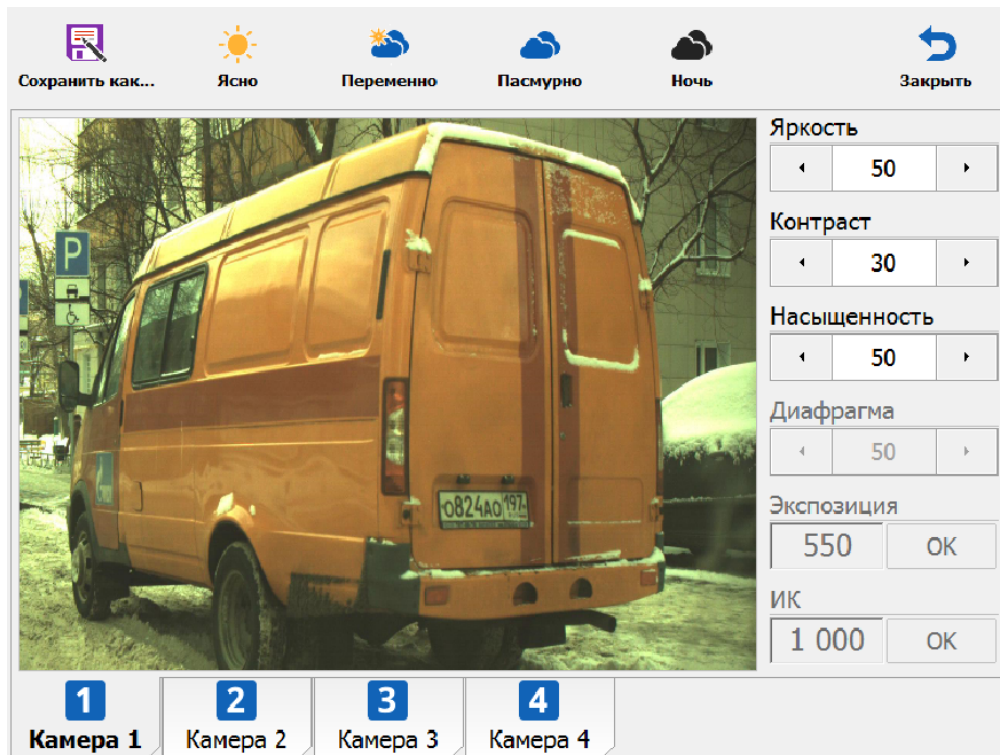 Сохранить как...
Ясно
Переменно
Пасмурно
Ночь
Закрыть
Яркость
50
Контраст
30
Насыщенность
50
Диафрагма
50
Экспозиция
550 OK
ИК
1 000 OK
P
О824АО 197
1
2
3
4
Камера 1
Камера 2
Камера 3
Камера 4